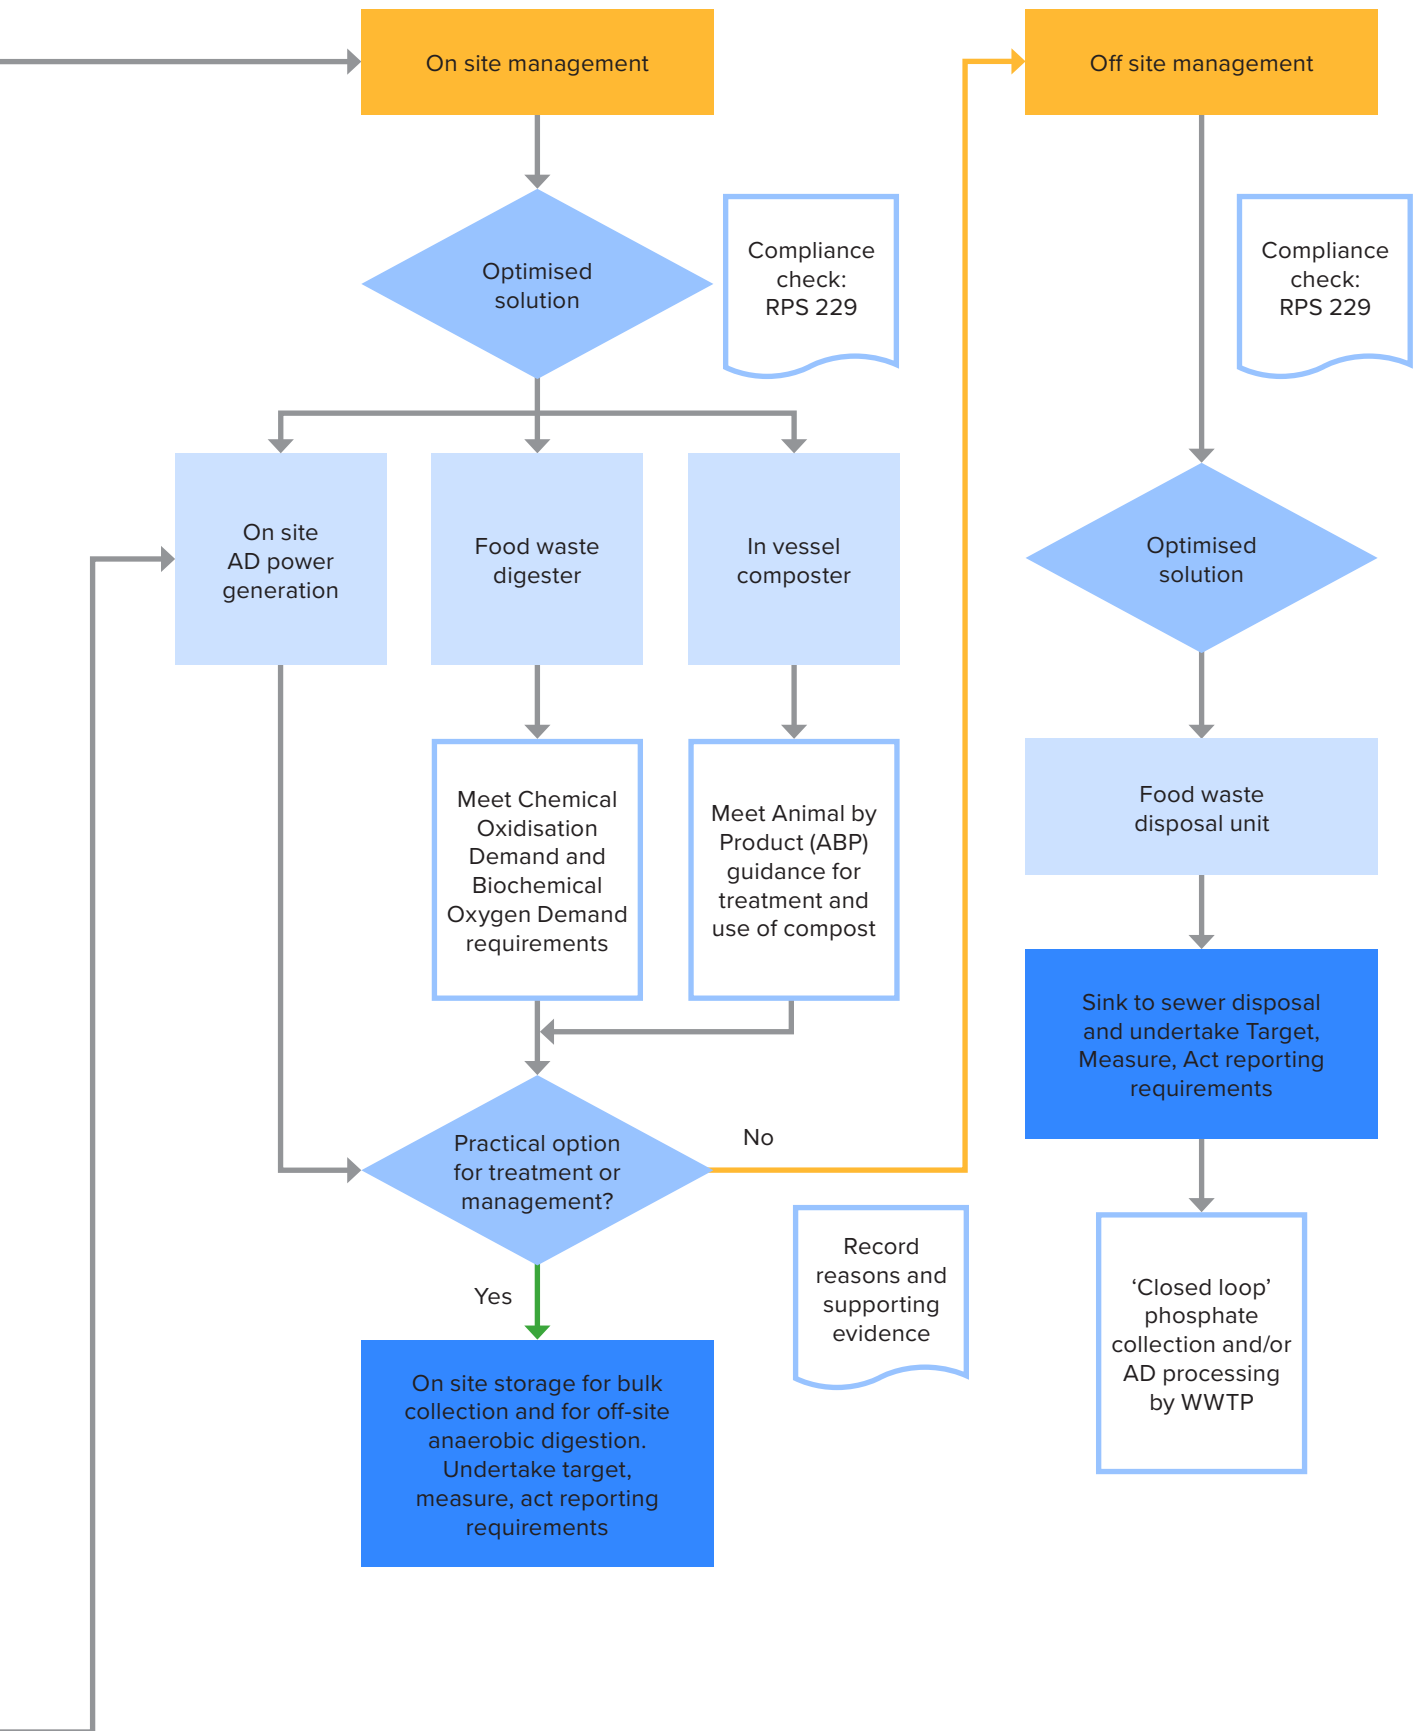 On site management
Off site management
Optimised
solution
Compliance
check:
RPS 229
Compliance
check:
RPS 229
On site
AD power
generation
Food waste
digester
In vessel
composter
Optimised
solution
Meet Chemical
Oxidisation
Demand and
Biochemical
Oxygen Demand
requirements
Meet Animal by
Product (ABP)
guidance for
treatment and
use of compost
Food waste
disposal unit
Sink to sewer disposal
and undertake Target,
Measure, Act reporting
requirements
Practical option
for treatment or
management?
No
Record
reasons and
supporting
evidence
Yes
‘Closed loop’
phosphate
collection and/or
AD processing
by WWTP
On site storage for bulk
collection and for off-site
anaerobic digestion.
Undertake target,
measure, act reporting
requirements